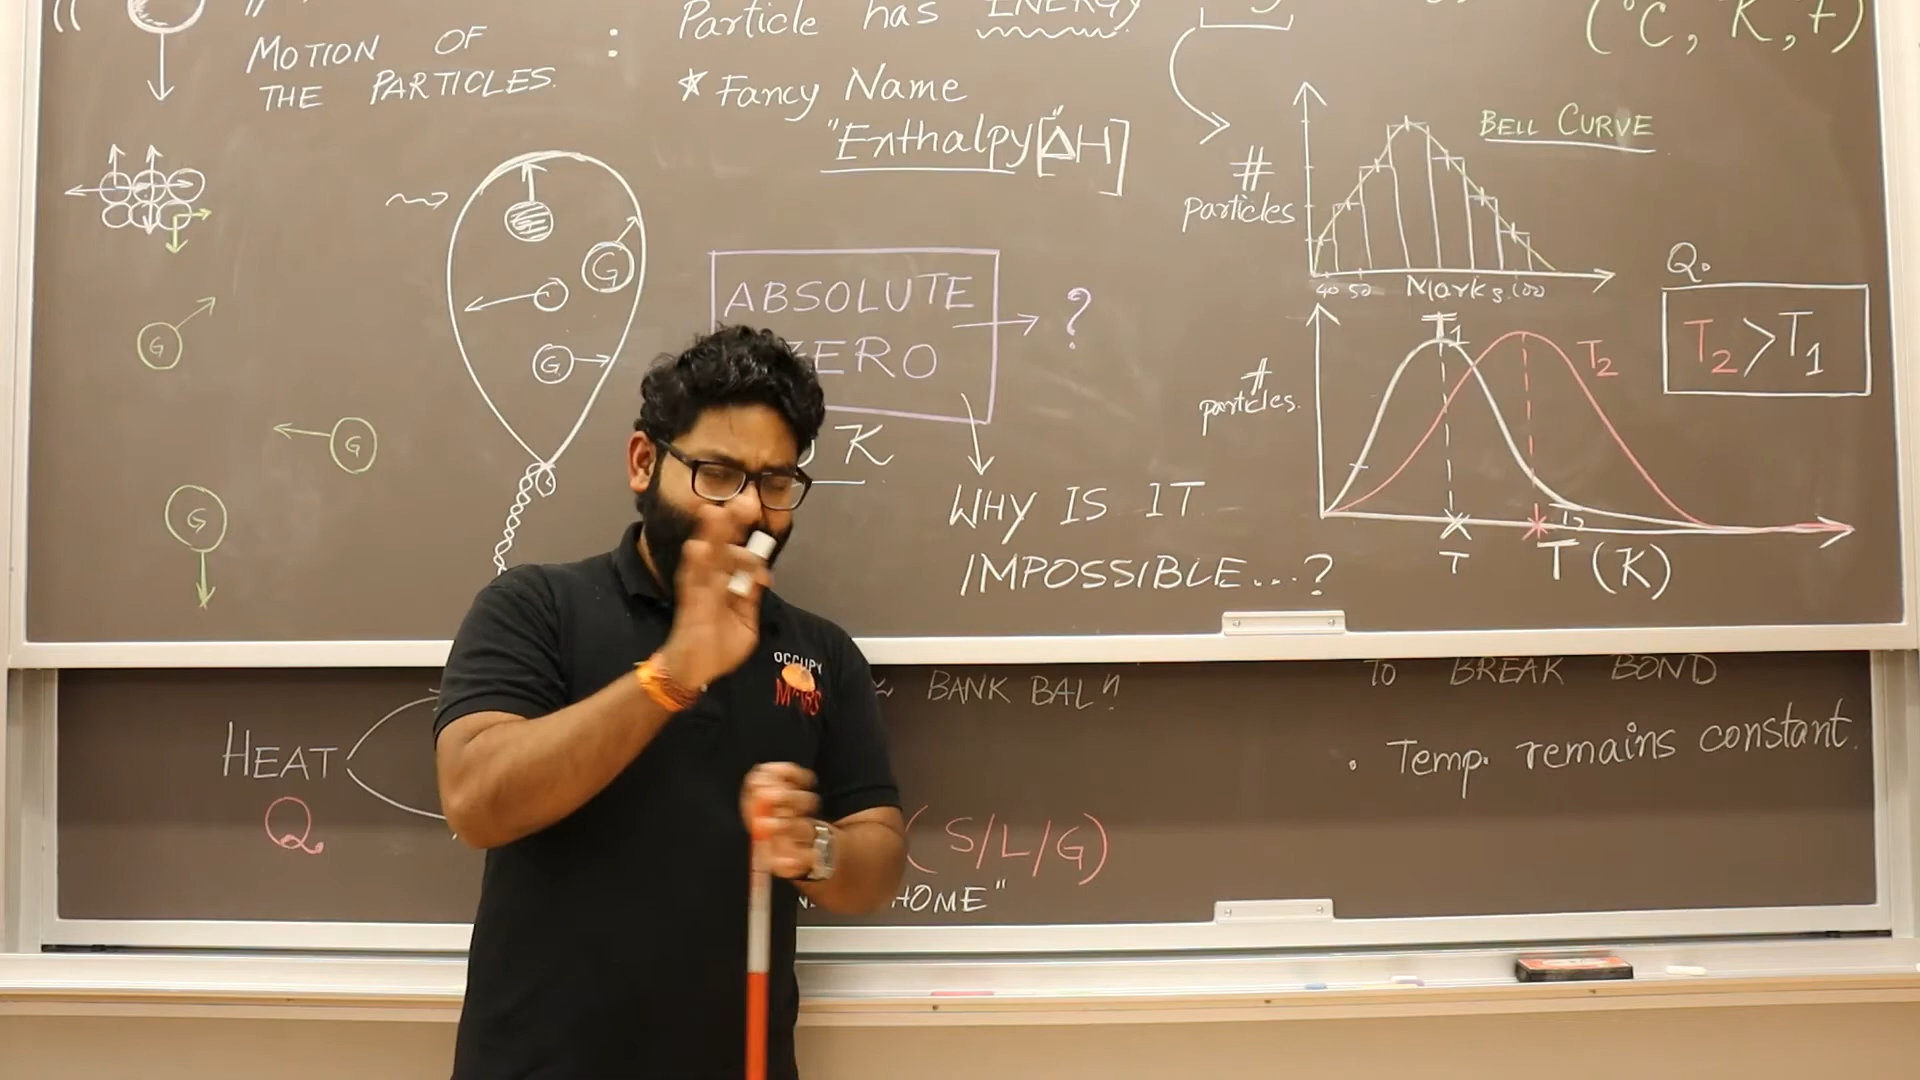 MOTION OF
THE PARTICLES.
:
Particle has ENERGY
* Fancy Name
"Enthalpy" [ΔH]
(°C, K, F)
BELL CURVE
#
particles
40 50 Marks 100
ABSOLUTE
ZERO
→ ?
K
WHY IS IT
IMPOSSIBLE...?
Q.
T2 > T1
T1
T2
#
particles.
T
T (K)
G
G
G
G
G
HEAT
Q
BANK BALn
(S/L/G)
HOME"
TO BREAK BOND
. Temp. remains constant.
OCCUPY
MARS